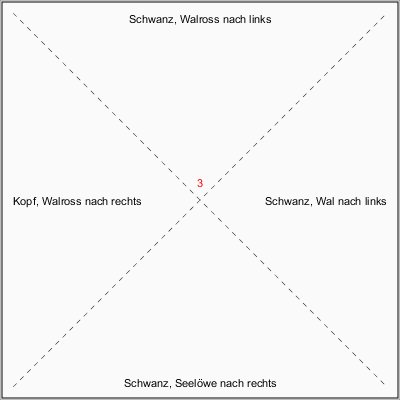 Schwanz, Walross nach links
3
Kopf, Walross nach rechts
Schwanz, Wal nach links
Schwanz, Seelöwe nach rechts